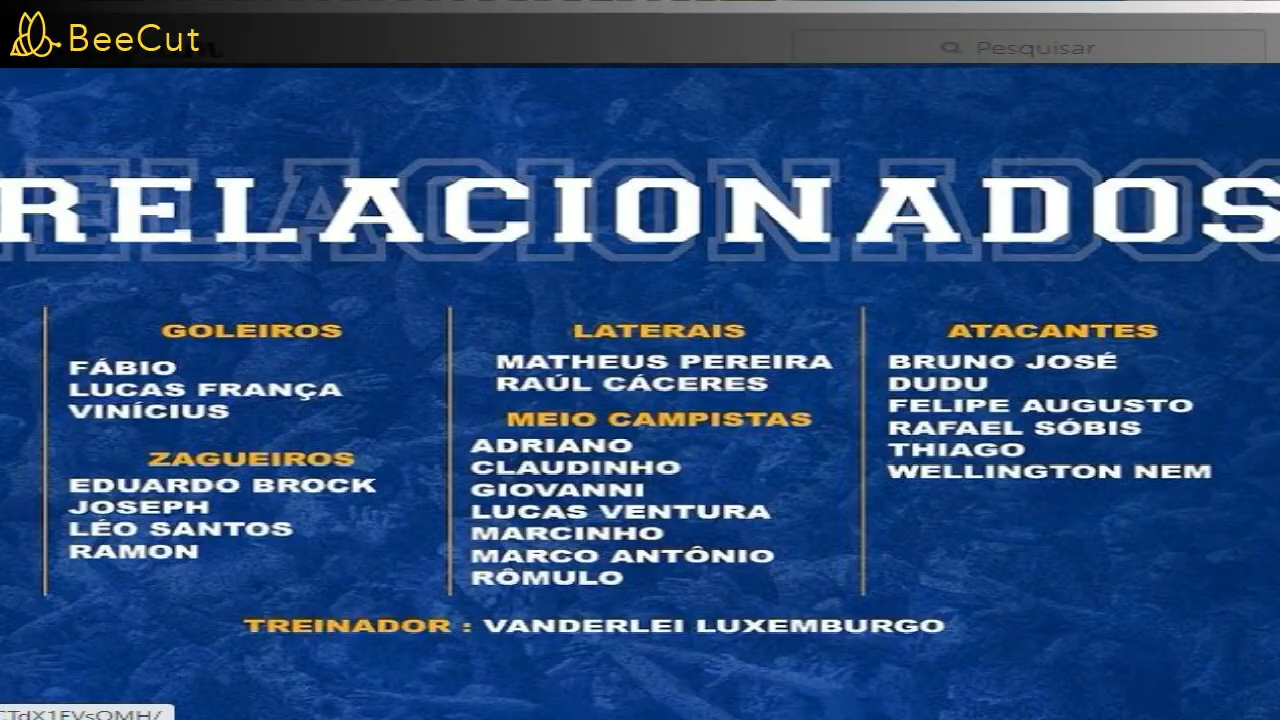 BeeCut
Pesquisar
RELACIONADOS
GOLEIROS
FÁBIO
LUCAS FRANÇA
VINÍCIUS
ZAGUEIROS
EDUARDO BROCK
JOSEPH
LÉO SANTOS
RAMON
LATERAIS
MATHEUS PEREIRA
RAÚL CÁCERES
MEIO CAMPISTAS
ADRIANO
CLAUDINHO
GIOVANNI
LUCAS VENTURA
MARCINHO
MARCO ANTÔNIO
RÔMULO
ATACANTES
BRUNO JOSÉ
DUDU
FELIPE AUGUSTO
RAFAEL SÓBIS
THIAGO
WELLINGTON NEM
TREINADOR : VANDERLEI LUXEMBURGO